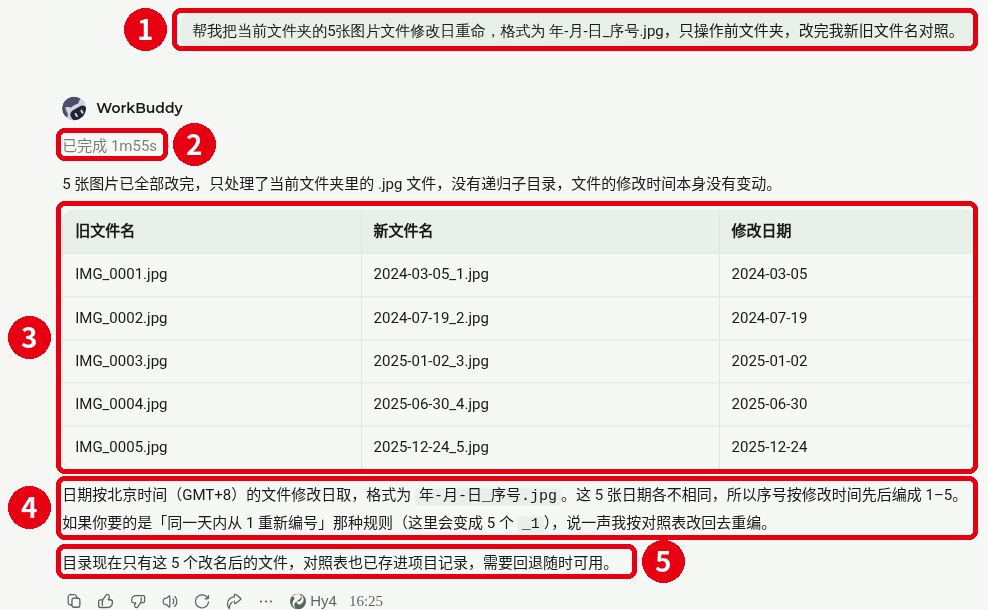 1
帮我把当前文件夹的5张图片文件修改日重命，格式为 年-月-日_序号.jpg，只操作前文件夹，改完我新旧文件名对照。
WorkBuddy
已完成 1m55s
2
5 张图片已全部改完，只处理了当前文件夹里的 .jpg 文件，没有递归子目录，文件的修改时间本身没有变动。
旧文件名 新文件名 修改日期
IMG_0001.jpg 2024-03-05_1.jpg 2024-03-05
IMG_0002.jpg 2024-07-19_2.jpg 2024-07-19
3
IMG_0003.jpg 2025-01-02_3.jpg 2025-01-02
IMG_0004.jpg 2025-06-30_4.jpg 2025-06-30
IMG_0005.jpg 2025-12-24_5.jpg 2025-12-24
4
日期按北京时间（GMT+8）的文件修改日取，格式为 年-月-日_序号.jpg 。这 5 张日期各不相同，所以序号按修改时间先后编成 1–5。
如果你要的是「同一天内从 1 重新编号」那种规则（这里会变成 5 个 _1 ），说一声我按对照表改回去重编。
目录现在只有这 5 个改名后的文件，对照表也已存进项目记录，需要回退随时可用。
5
Hy4 16:25